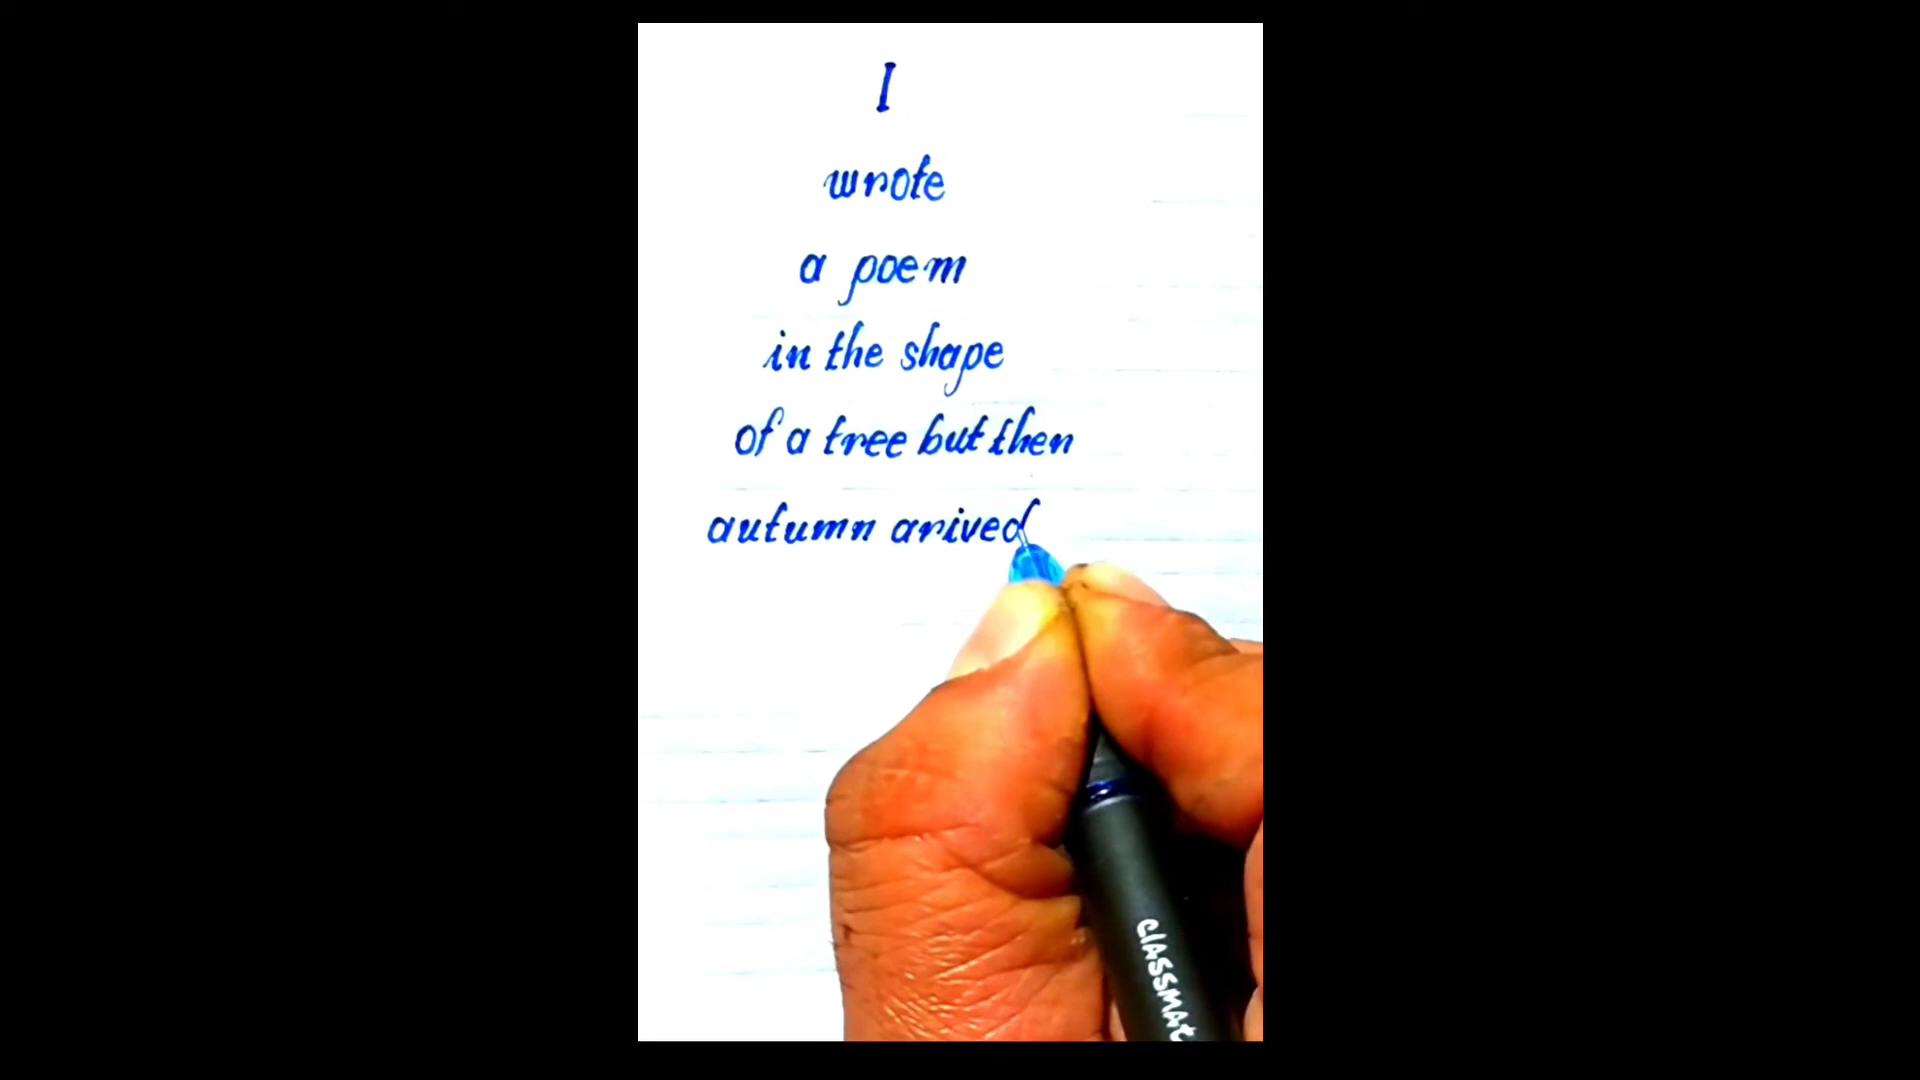 I
wrote
a poem
in the shape
of a tree but then
autumn arived
CLASSMAT